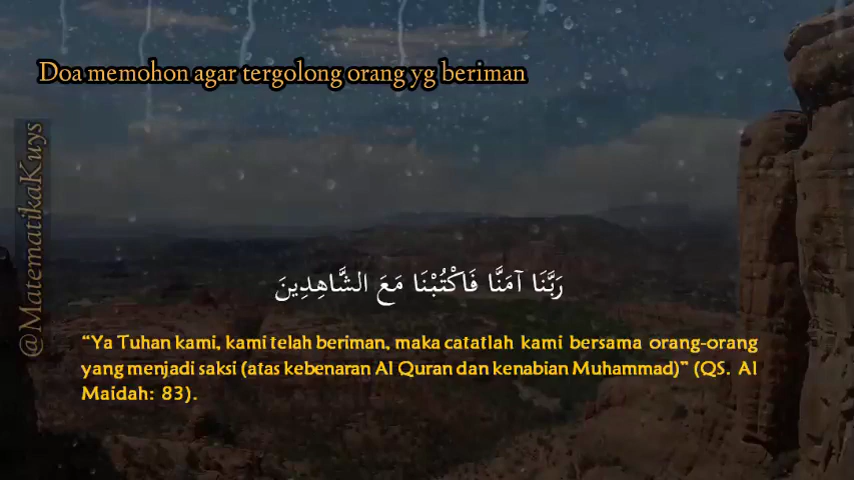 Doa memohon agar tergolong orang yg beriman
@MatematikaKuys
رَبَّنَا آمَنَّا فَاكْتُبْنَا مَعَ الشَّاهِدِينَ
“Ya Tuhan kami, kami telah beriman, maka catatlah kami bersama orang-orang
yang menjadi saksi (atas kebenaran Al Quran dan kenabian Muhammad)” (QS. Al
Maidah: 83).